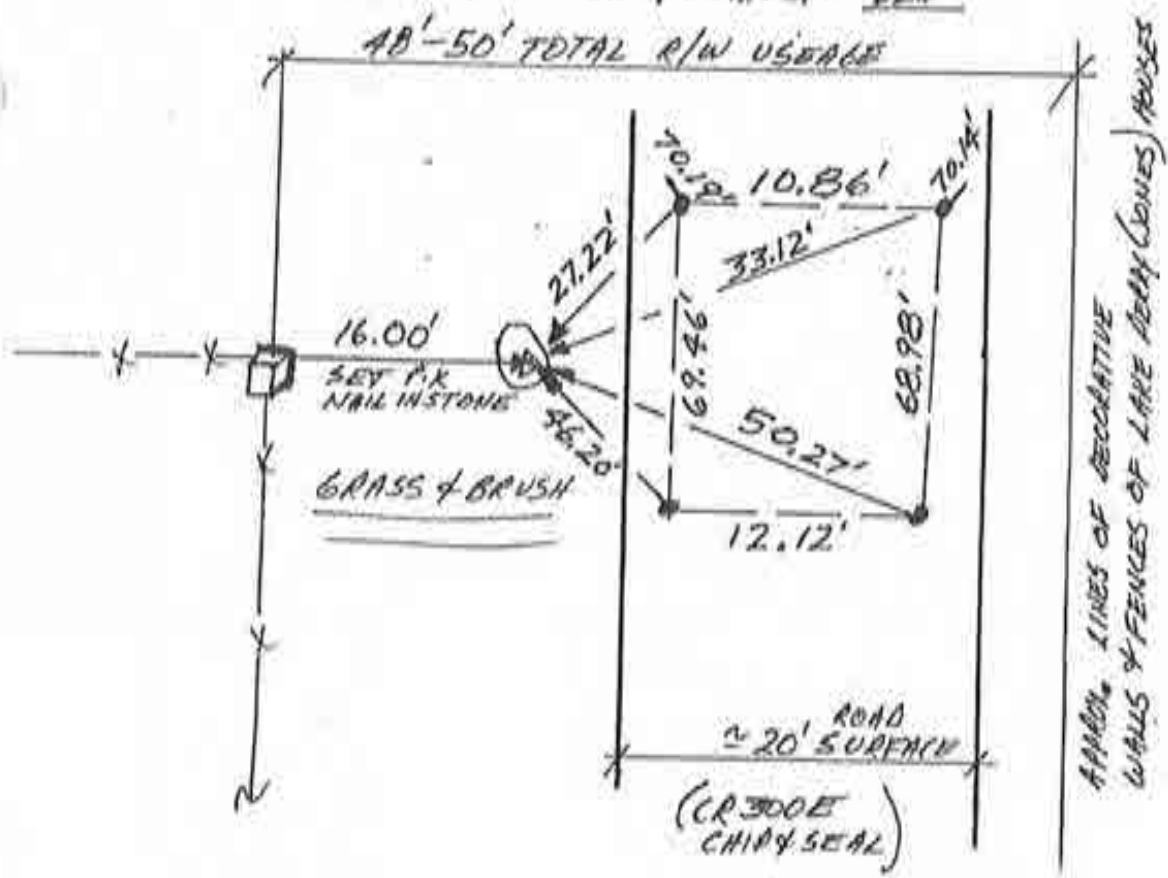 48'-50' TOTAL R/W USEAGE
70.18'
10.86'
70.14'
27.22'
33.12'
16.00'
SET P.K
NAIL IN STONE
69.46'
68.98'
46.20'
50.27'
GRASS & BRUSH
12.12'
ROAD
≈ 20' SURFACE
(CR 300E
CHIP & SEAL)
APPROX. LINES OF DECORATIVE
WALLS & FENCES OF LAKE PERRY (JONES) HOUSES